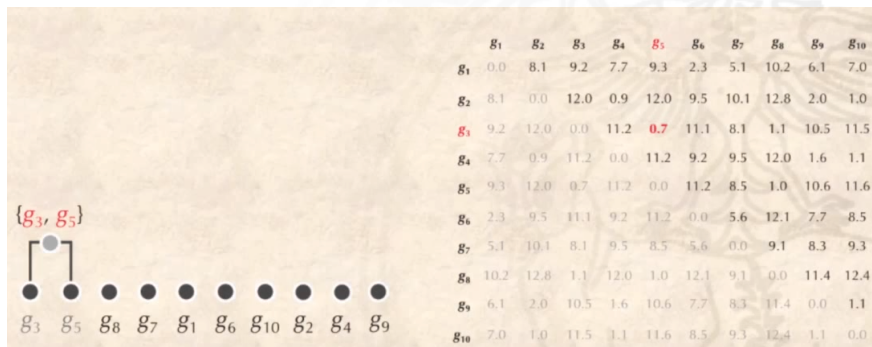 g1 g2 g3 g4 g5 g6 g7 g8 g9 g10
g1 0.0 8.1 9.2 7.7 9.3 2.3 5.1 10.2 6.1 7.0
g2 8.1 0.0 12.0 0.9 12.0 9.5 10.1 12.8 2.0 1.0
g3 9.2 12.0 0.0 11.2 0.7 11.1 8.1 1.1 10.5 11.5
g4 7.7 0.9 11.2 0.0 11.2 9.2 9.5 12.0 1.6 1.1
g5 9.3 12.0 0.7 11.2 0.0 11.2 8.5 1.0 10.6 11.6
g6 2.3 9.5 11.1 9.2 11.2 0.0 5.6 12.1 7.7 8.5
g7 5.1 10.1 8.1 9.5 8.5 5.6 0.0 9.1 8.3 9.3
g8 10.2 12.8 1.1 12.0 1.0 12.1 9.1 0.0 11.4 12.4
g9 6.1 2.0 10.5 1.6 10.6 7.7 8.3 11.4 0.0 1.1
g10 7.0 1.0 11.5 1.1 11.6 8.5 9.3 12.4 1.1 0.0
{g3, g5}
g3 g5 g8 g7 g1 g6 g10 g2 g4 g9